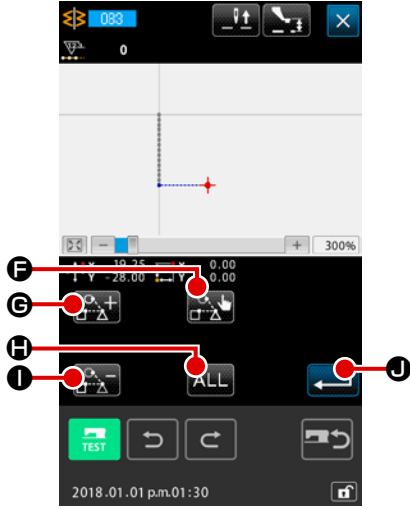 083
0
300%
X 19.25 X 0.00
Y -28.00 Y 0.00
F
G
H
I
J
ALL
TEST
2018.01.01 p.m.01:30